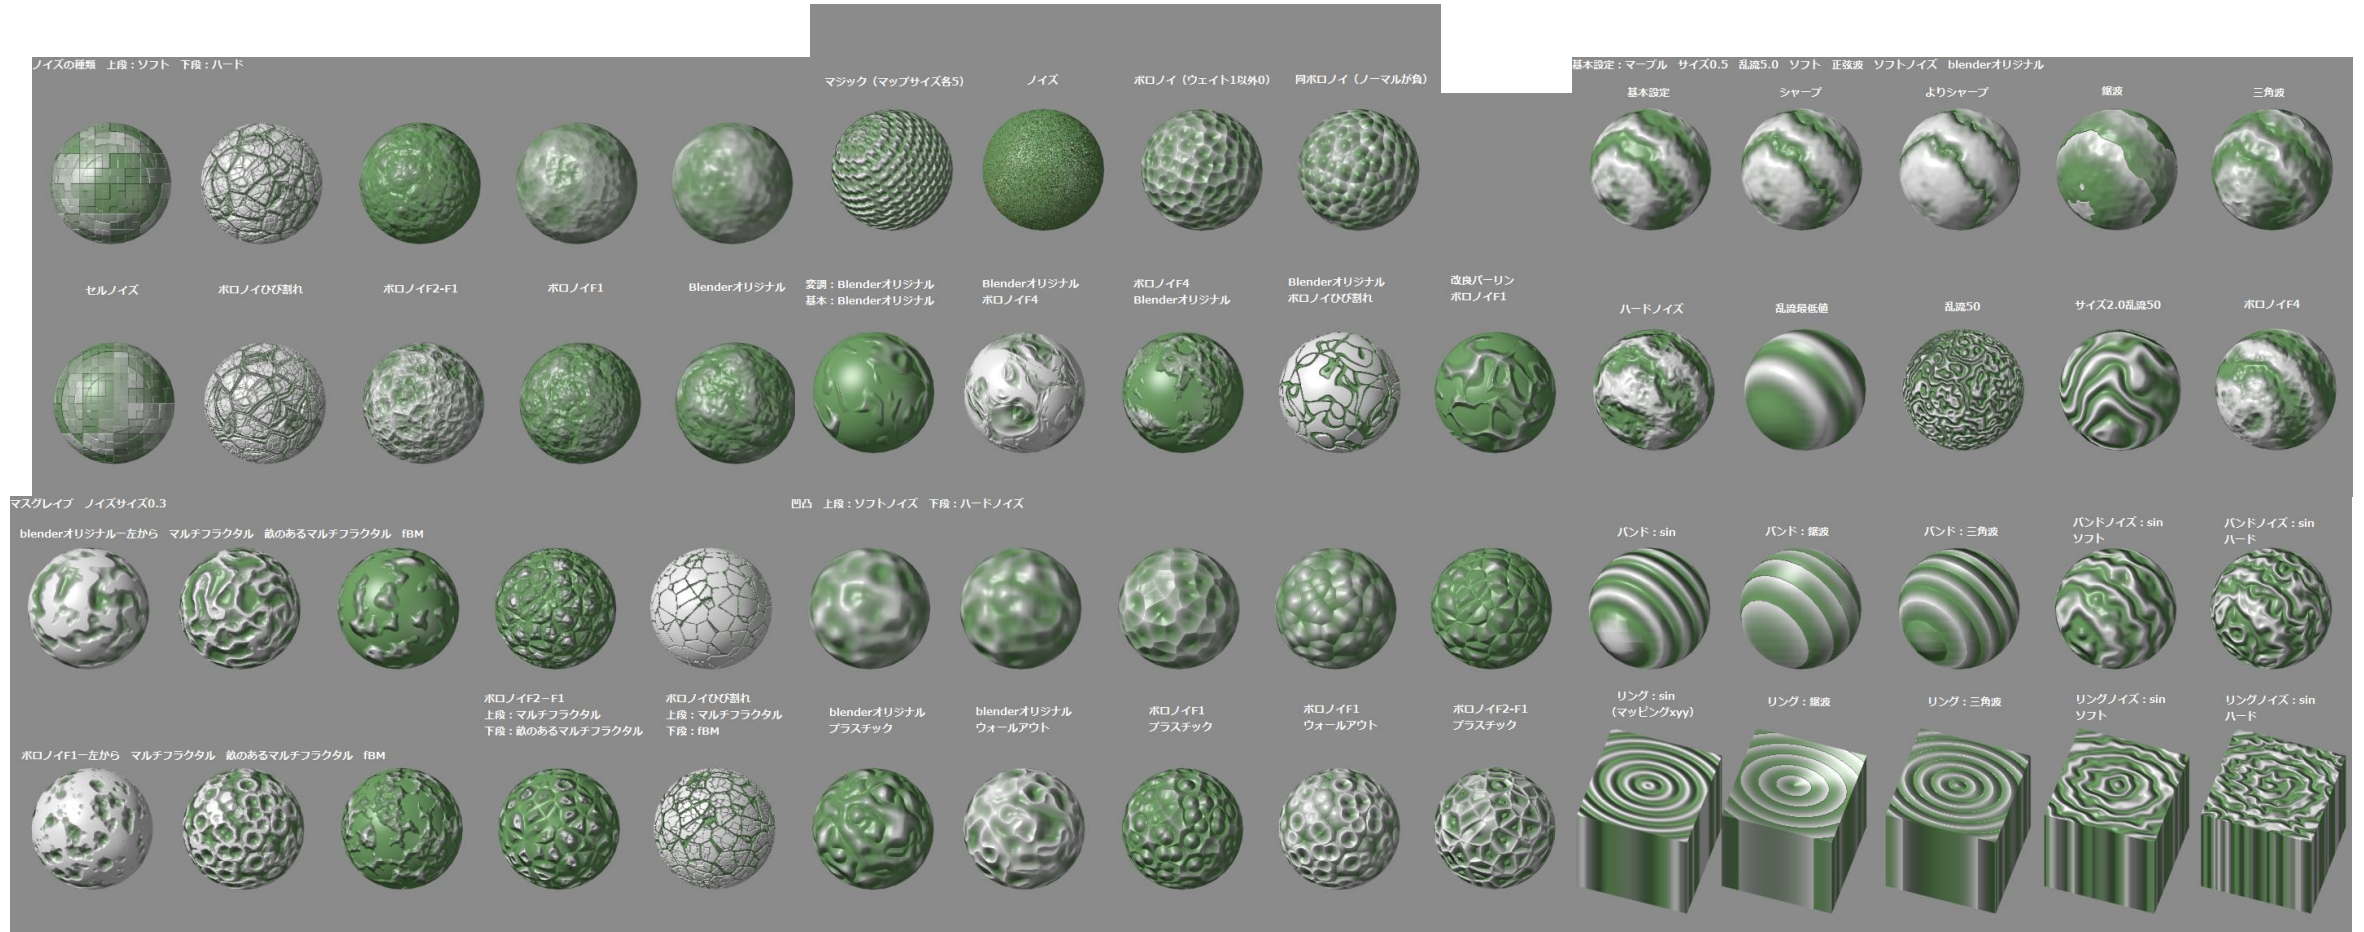 ノイズの種類　上段：ソフト　下段：ハード
セルノイズ
ボロノイひび割れ
ボロノイF2-F1
ボロノイF1
Blenderオリジナル
マジック（マップサイズ各5）
ノイズ
ボロノイ（ウェイト1以外0）
同ボロノイ（ノーマルが負）
変調：Blenderオリジナル
基本：Blenderオリジナル
Blenderオリジナル
ボロノイF4
ボロノイF4
Blenderオリジナル
Blenderオリジナル
ボロノイひび割れ
改良パーリン
ボロノイF1
基本設定：マーブル　サイズ0.5　乱流5.0　ソフト　正弦波　ソフトノイズ　blenderオリジナル
基本設定
シャープ
よりシャープ
鋸波
三角波
ハードノイズ
乱流最低値
乱流50
サイズ2.0乱流50
ボロノイF4
マスグレイブ　ノイズサイズ0.3
blenderオリジナルー左から　マルチフラクタル　畝のあるマルチフラクタル　fBM
ボロノイF2－F1
上段：マルチフラクタル
下段：畝のあるマルチフラクタル
ボロノイひび割れ
上段：マルチフラクタル
下段：fBM
ボロノイF1ー左から　マルチフラクタル　畝のあるマルチフラクタル　fBM
凹凸　上段：ソフトノイズ　下段：ハードノイズ
blenderオリジナル
プラスチック
blenderオリジナル
ウォールアウト
ボロノイF1
プラスチック
ボロノイF1
ウォールアウト
ボロノイF2-F1
プラスチック
バンド：sin
バンド：鋸波
バンド：三角波
バンドノイズ：sin
ソフト
バンドノイズ：sin
ハード
リング：sin
（マッピングxyy）
リング：鋸波
リング：三角波
リングノイズ：sin
ソフト
リングノイズ：sin
ハード